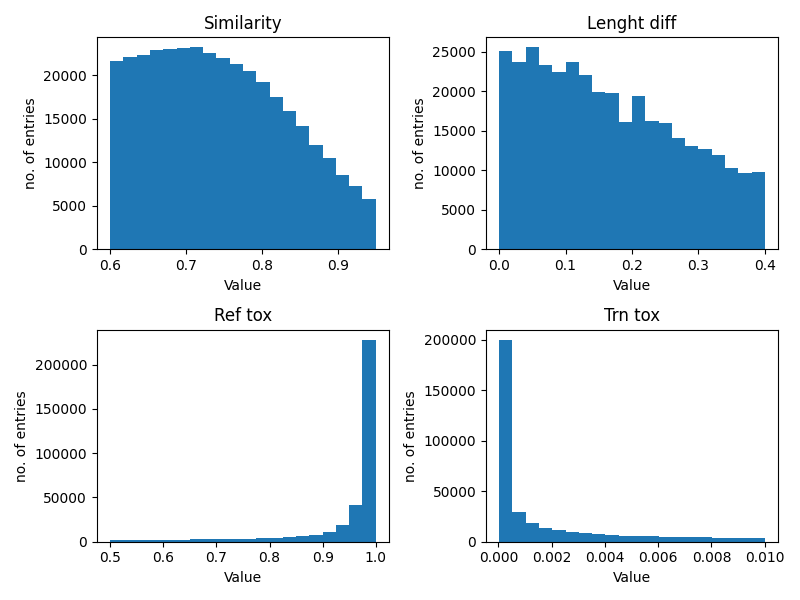 Similarity
no. of entries
20000
15000
10000
5000
0
0.6 0.7 0.8 0.9
Value
Lenght diff
no. of entries
25000
20000
15000
10000
5000
0
0.0 0.1 0.2 0.3 0.4
Value
Ref tox
no. of entries
200000
150000
100000
50000
0
0.5 0.6 0.7 0.8 0.9 1.0
Value
Trn tox
no. of entries
200000
150000
100000
50000
0
0.000 0.002 0.004 0.006 0.008 0.010
Value